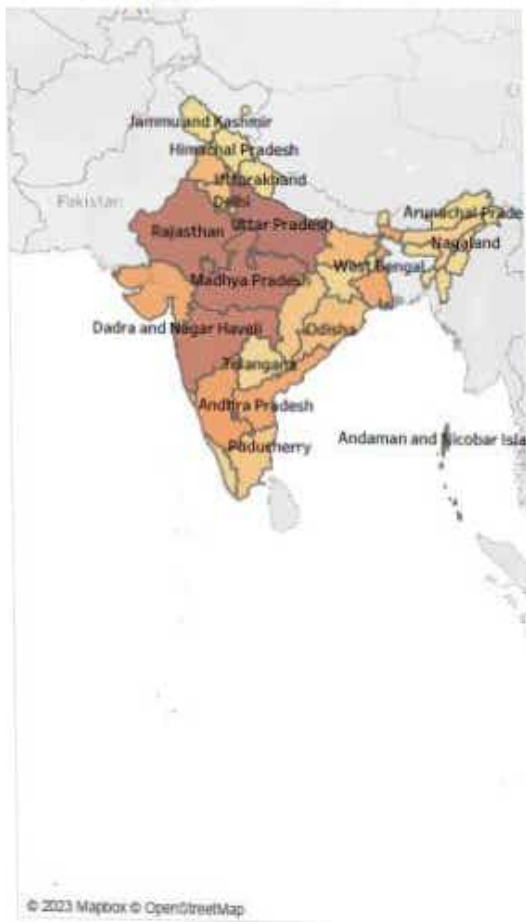 Jammu and Kashmir
Himachal Pradesh
Uttarakhand
Pakistan
Delhi
Arunachal Prade
Rajasthan
Uttar Pradesh
Nagaland
West Bengal
Madhya Pradesh
Dadra and Nagar Haveli
Odisha
Telangana
Andhra Pradesh
Puducherry
Andaman and Nicobar Isla
© 2023 Mapbox © OpenStreetMap